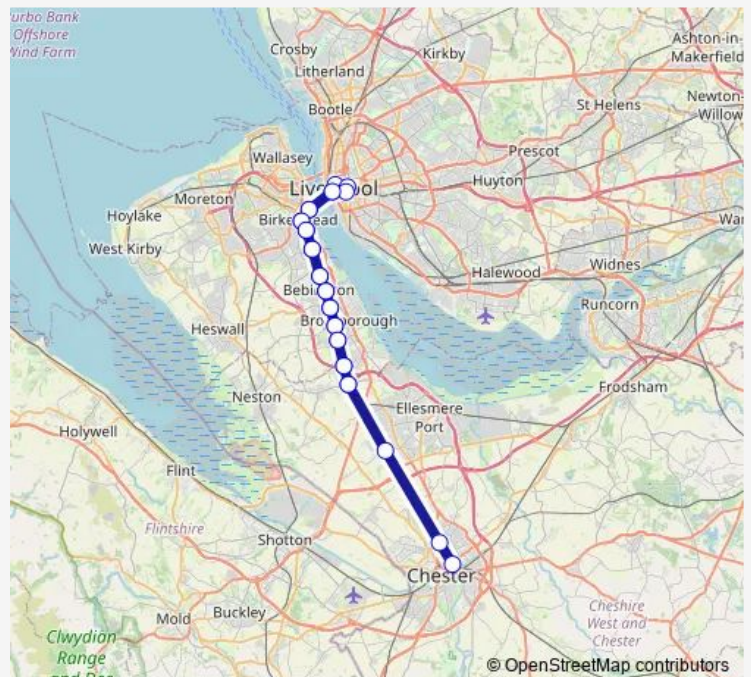 urbo Bank
Offshore
Wind Farm
Crosby
Kirkby
Ashton-in-
Makerfield
Litherland
Bootle
St Helens
Newton-
Willow
Prescot
Wallasey
Huyton
Moreton
Hoylake
West Kirby
Halewood
Widnes
Runcorn
Heswall
Frodsham
Neston
Ellesmere
Port
Holywell
Flint
Flintshire
Shotton
Chester
Mold
Buckley
Cheshire
West and
Chester
Clwydian
Range
© OpenStreetMap contributors